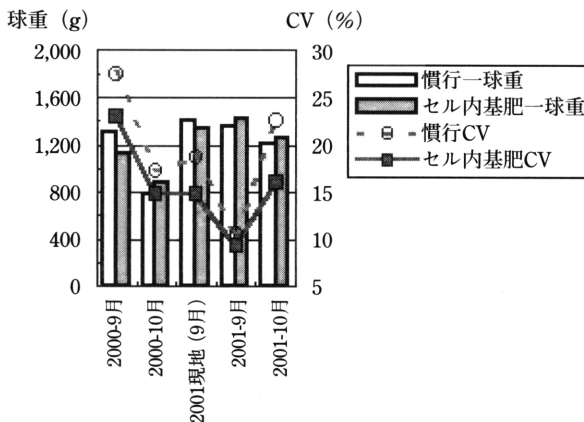 球重（g）
CV（%）
2,000
1,600
1,200
800
400
0
30
25
20
15
10
5
慣行一球重
セル内基肥一球重
慣行CV
セル内基肥CV
2000-9月
2000-10月
2001現地（9月）
2001-9月
2001-10月